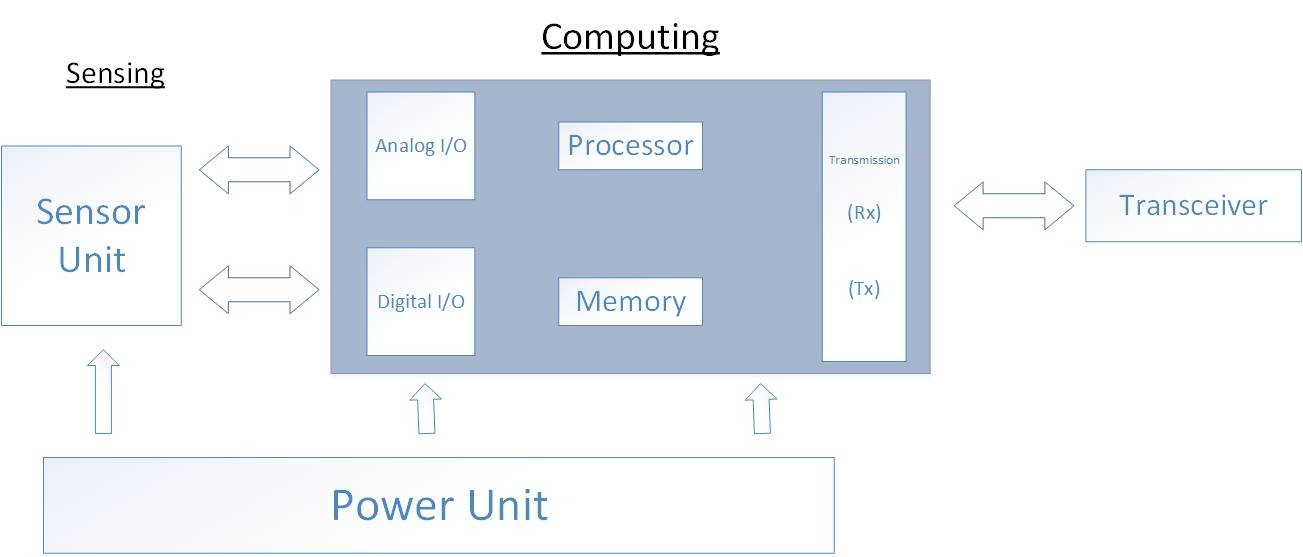 Computing
Sensing
Sensor
Unit
Analog I/O
Digital I/O
Processor
Memory
Transmission
(Rx)
(Tx)
Transceiver
Power Unit